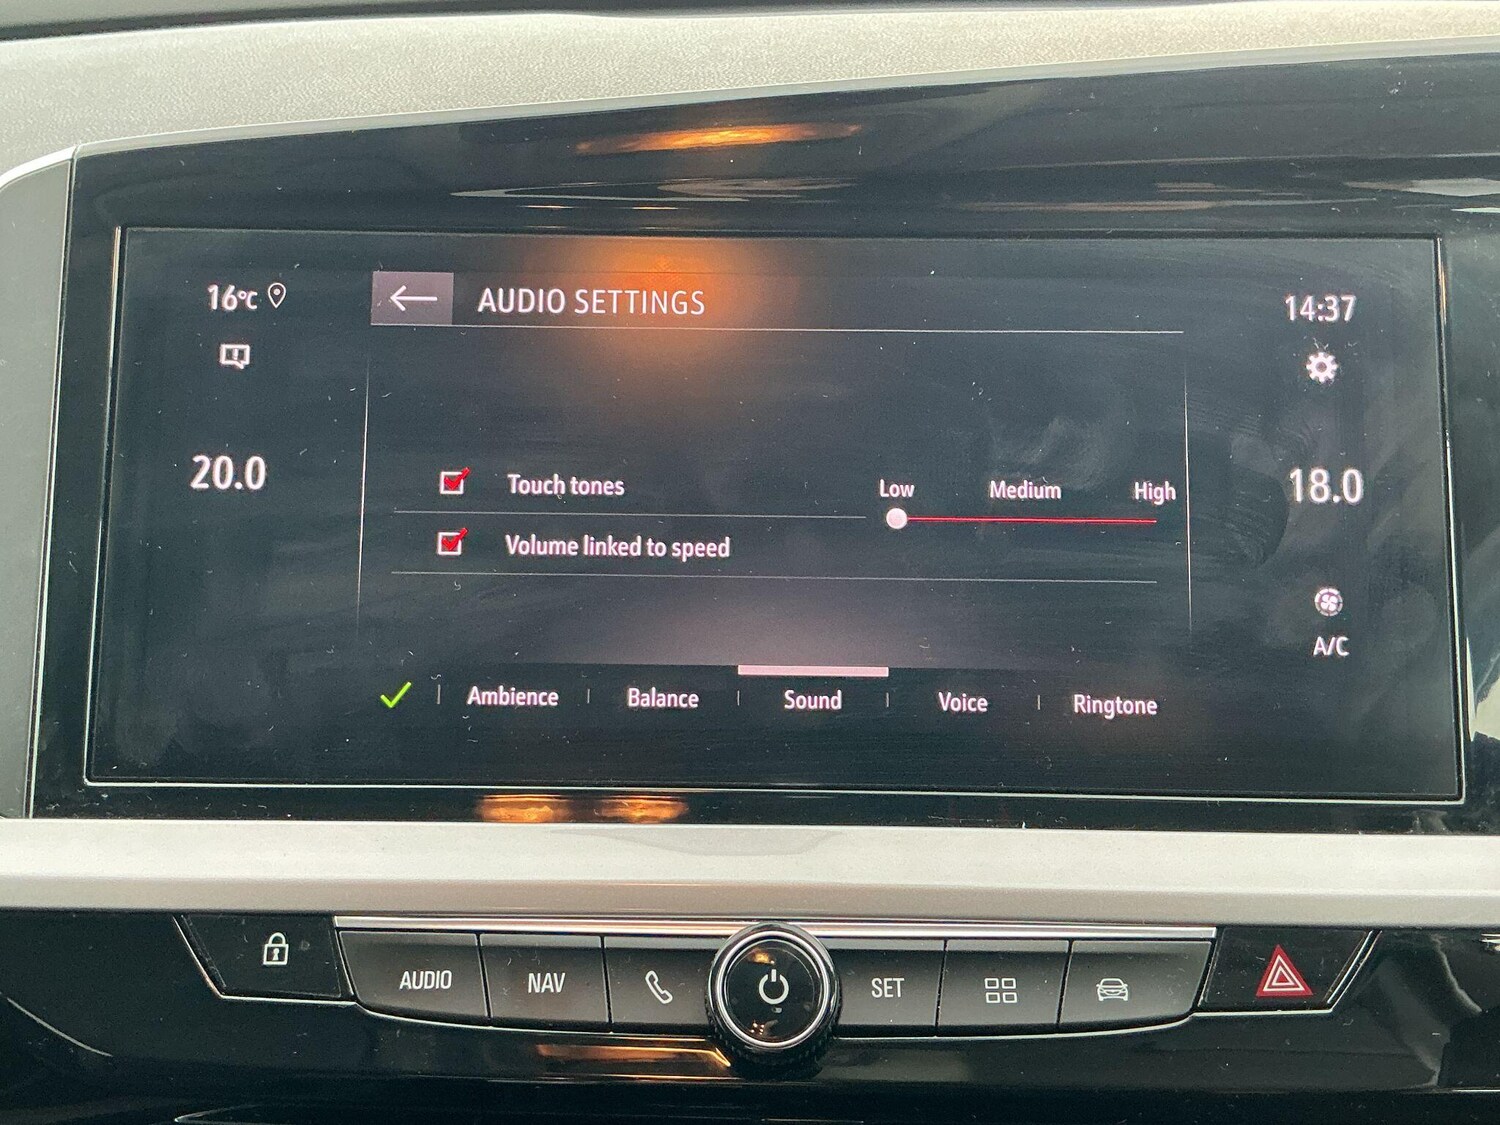 16°C
AUDIO SETTINGS
14:37
20.0
Touch tones
Low Medium High
18.0
Volume linked to speed
A/C
Ambience Balance Sound Voice Ringtone
AUDIO NAV SET